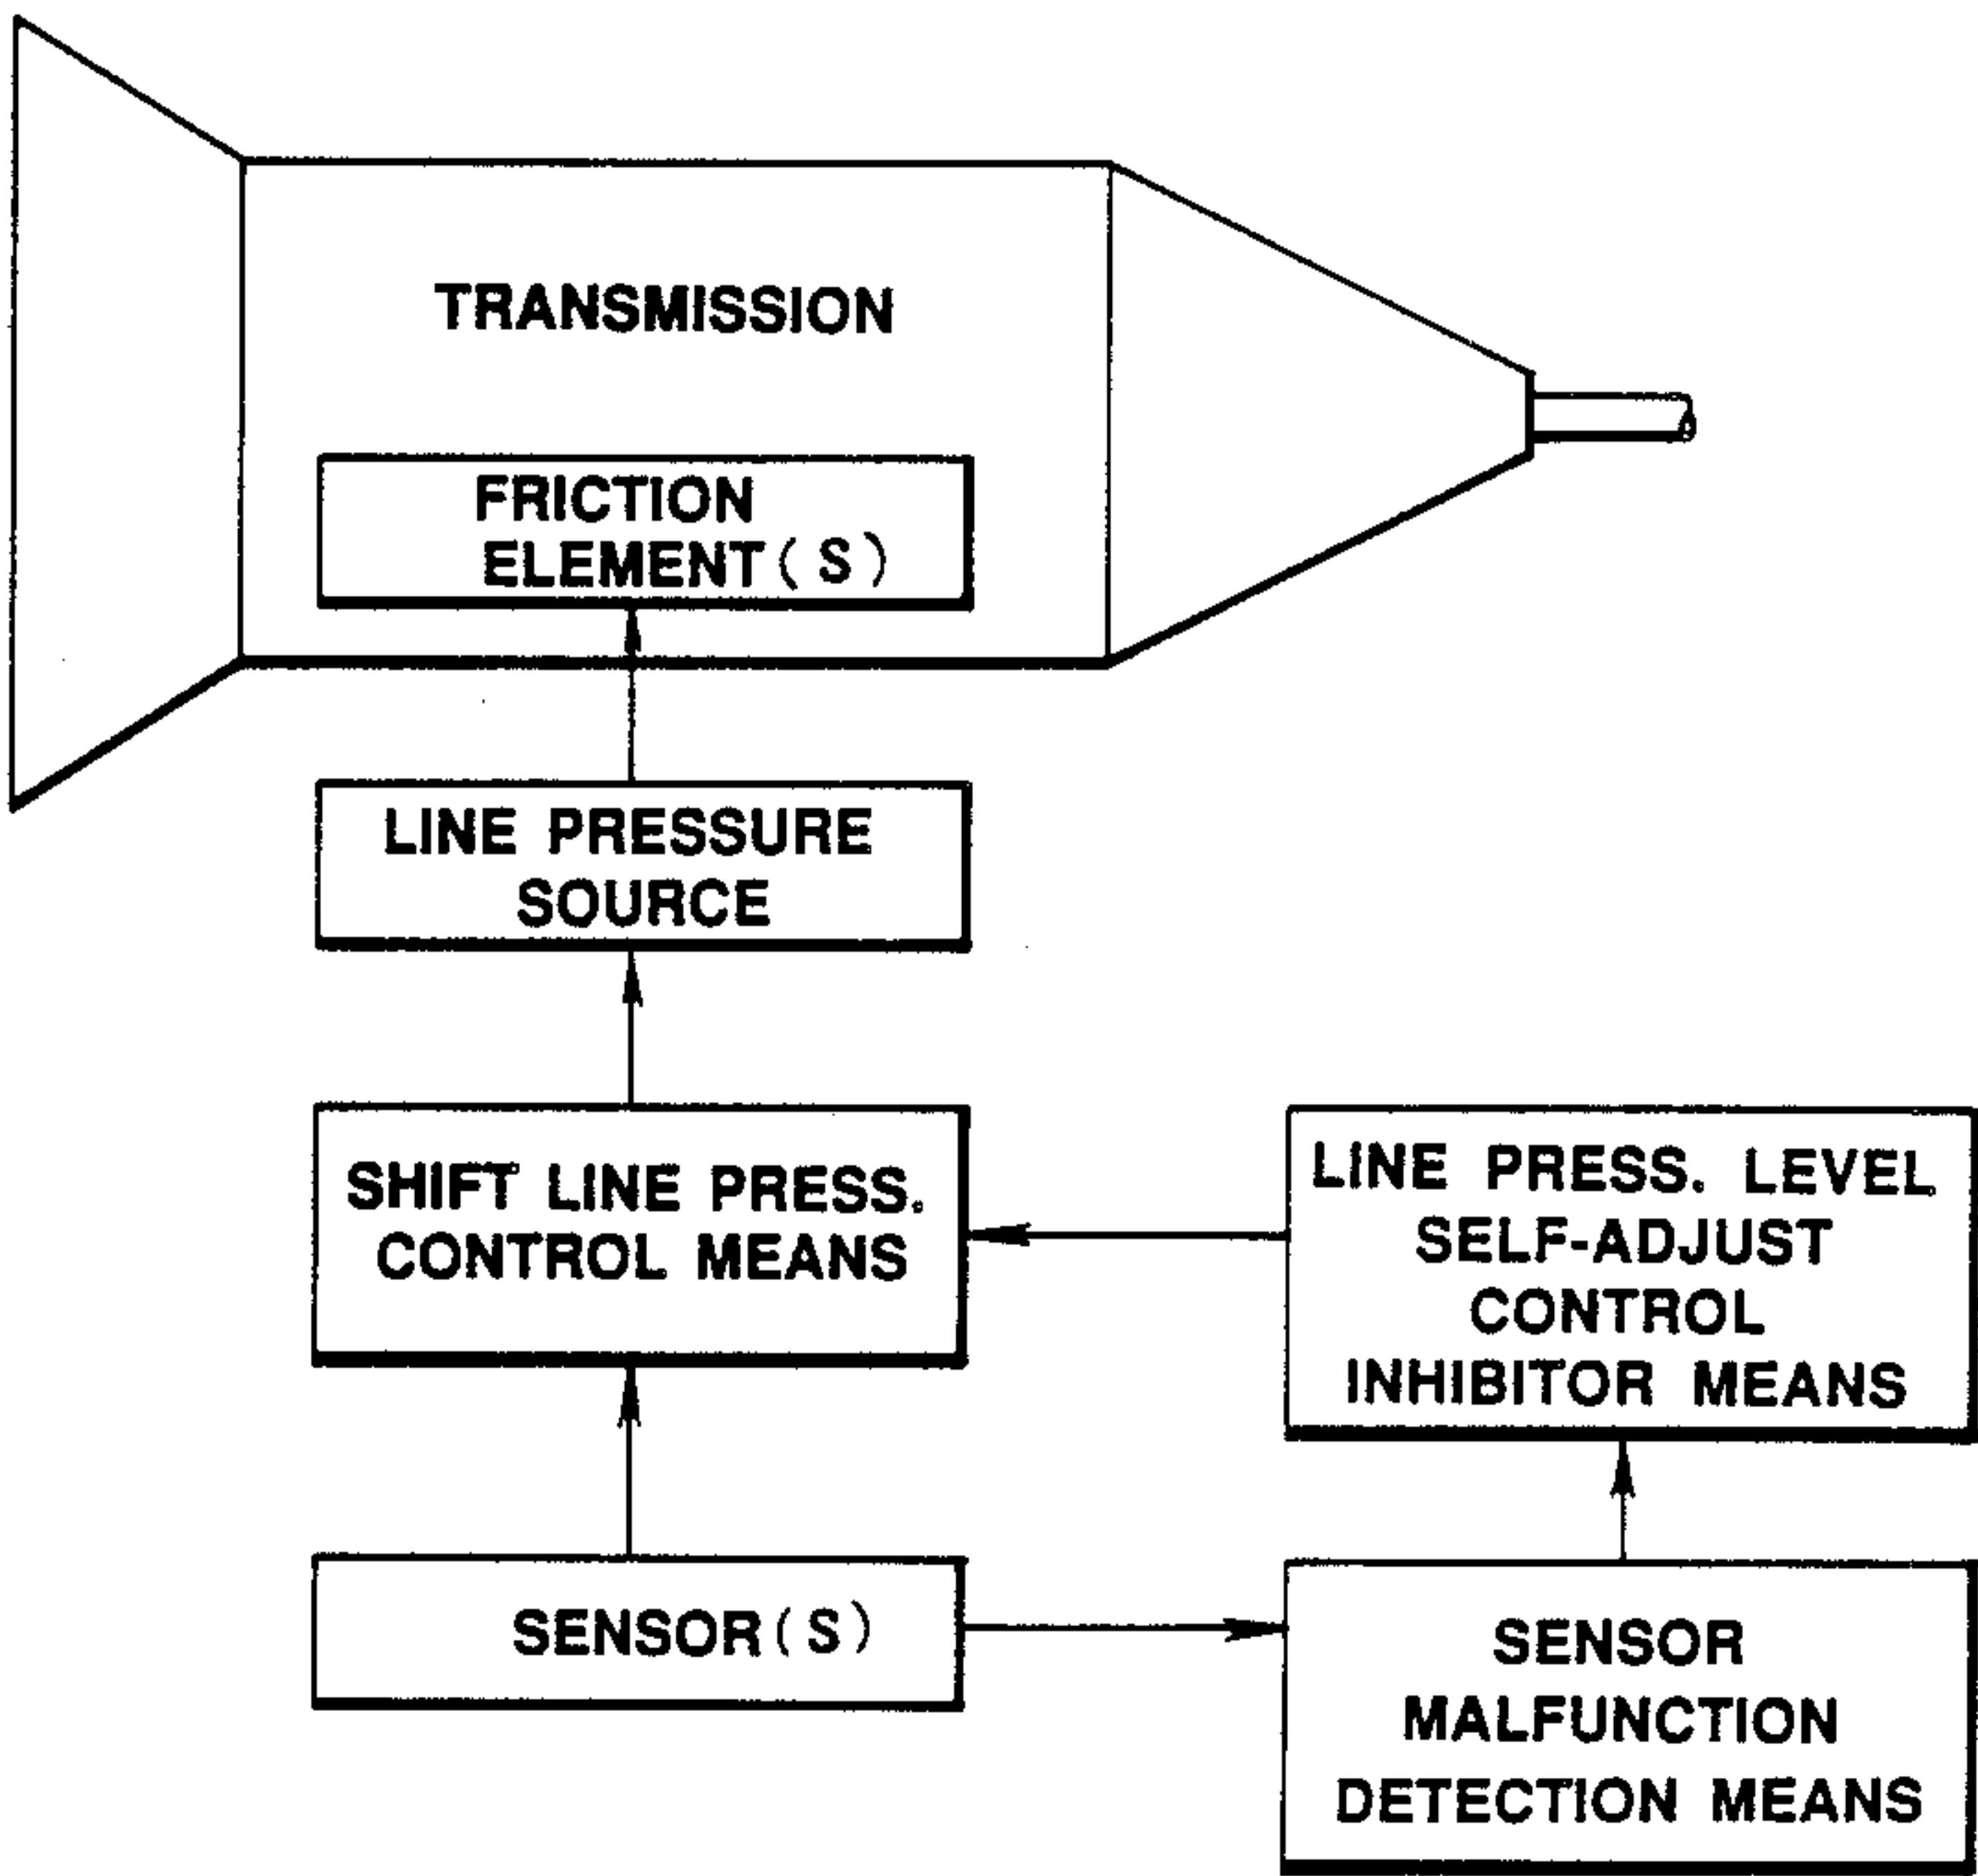 TRANSMISSION
FRICTION
ELEMENT(S)
LINE PRESSURE
SOURCE
SHIFT LINE PRESS.
CONTROL MEANS
LINE PRESS. LEVEL
SELF-ADJUST
CONTROL
INHIBITOR MEANS
SENSOR(S)
SENSOR
MALFUNCTION
DETECTION MEANS